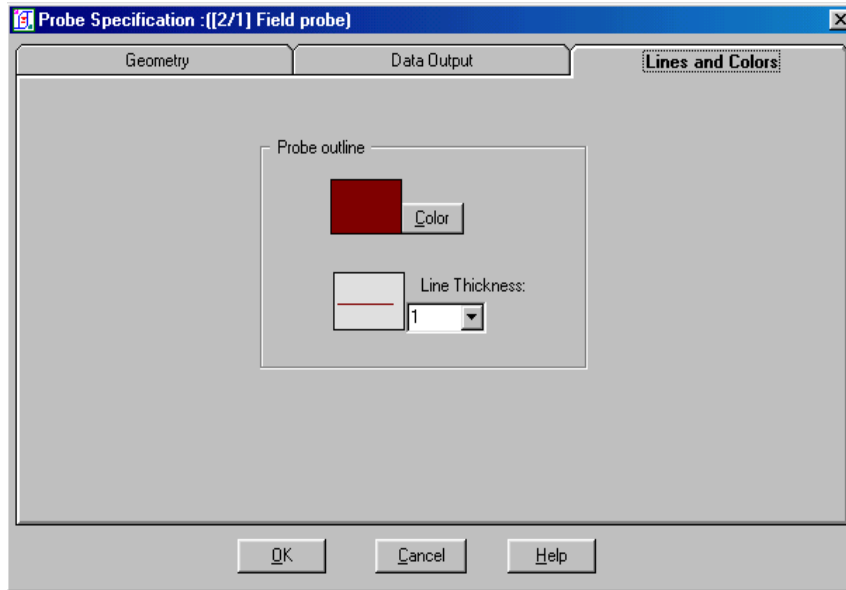 Probe Specification :([2/1] Field probe)
Geometry
Data Output
Lines and Colors
Probe outline
Color
Line Thickness:
1
OK
Cancel
Help